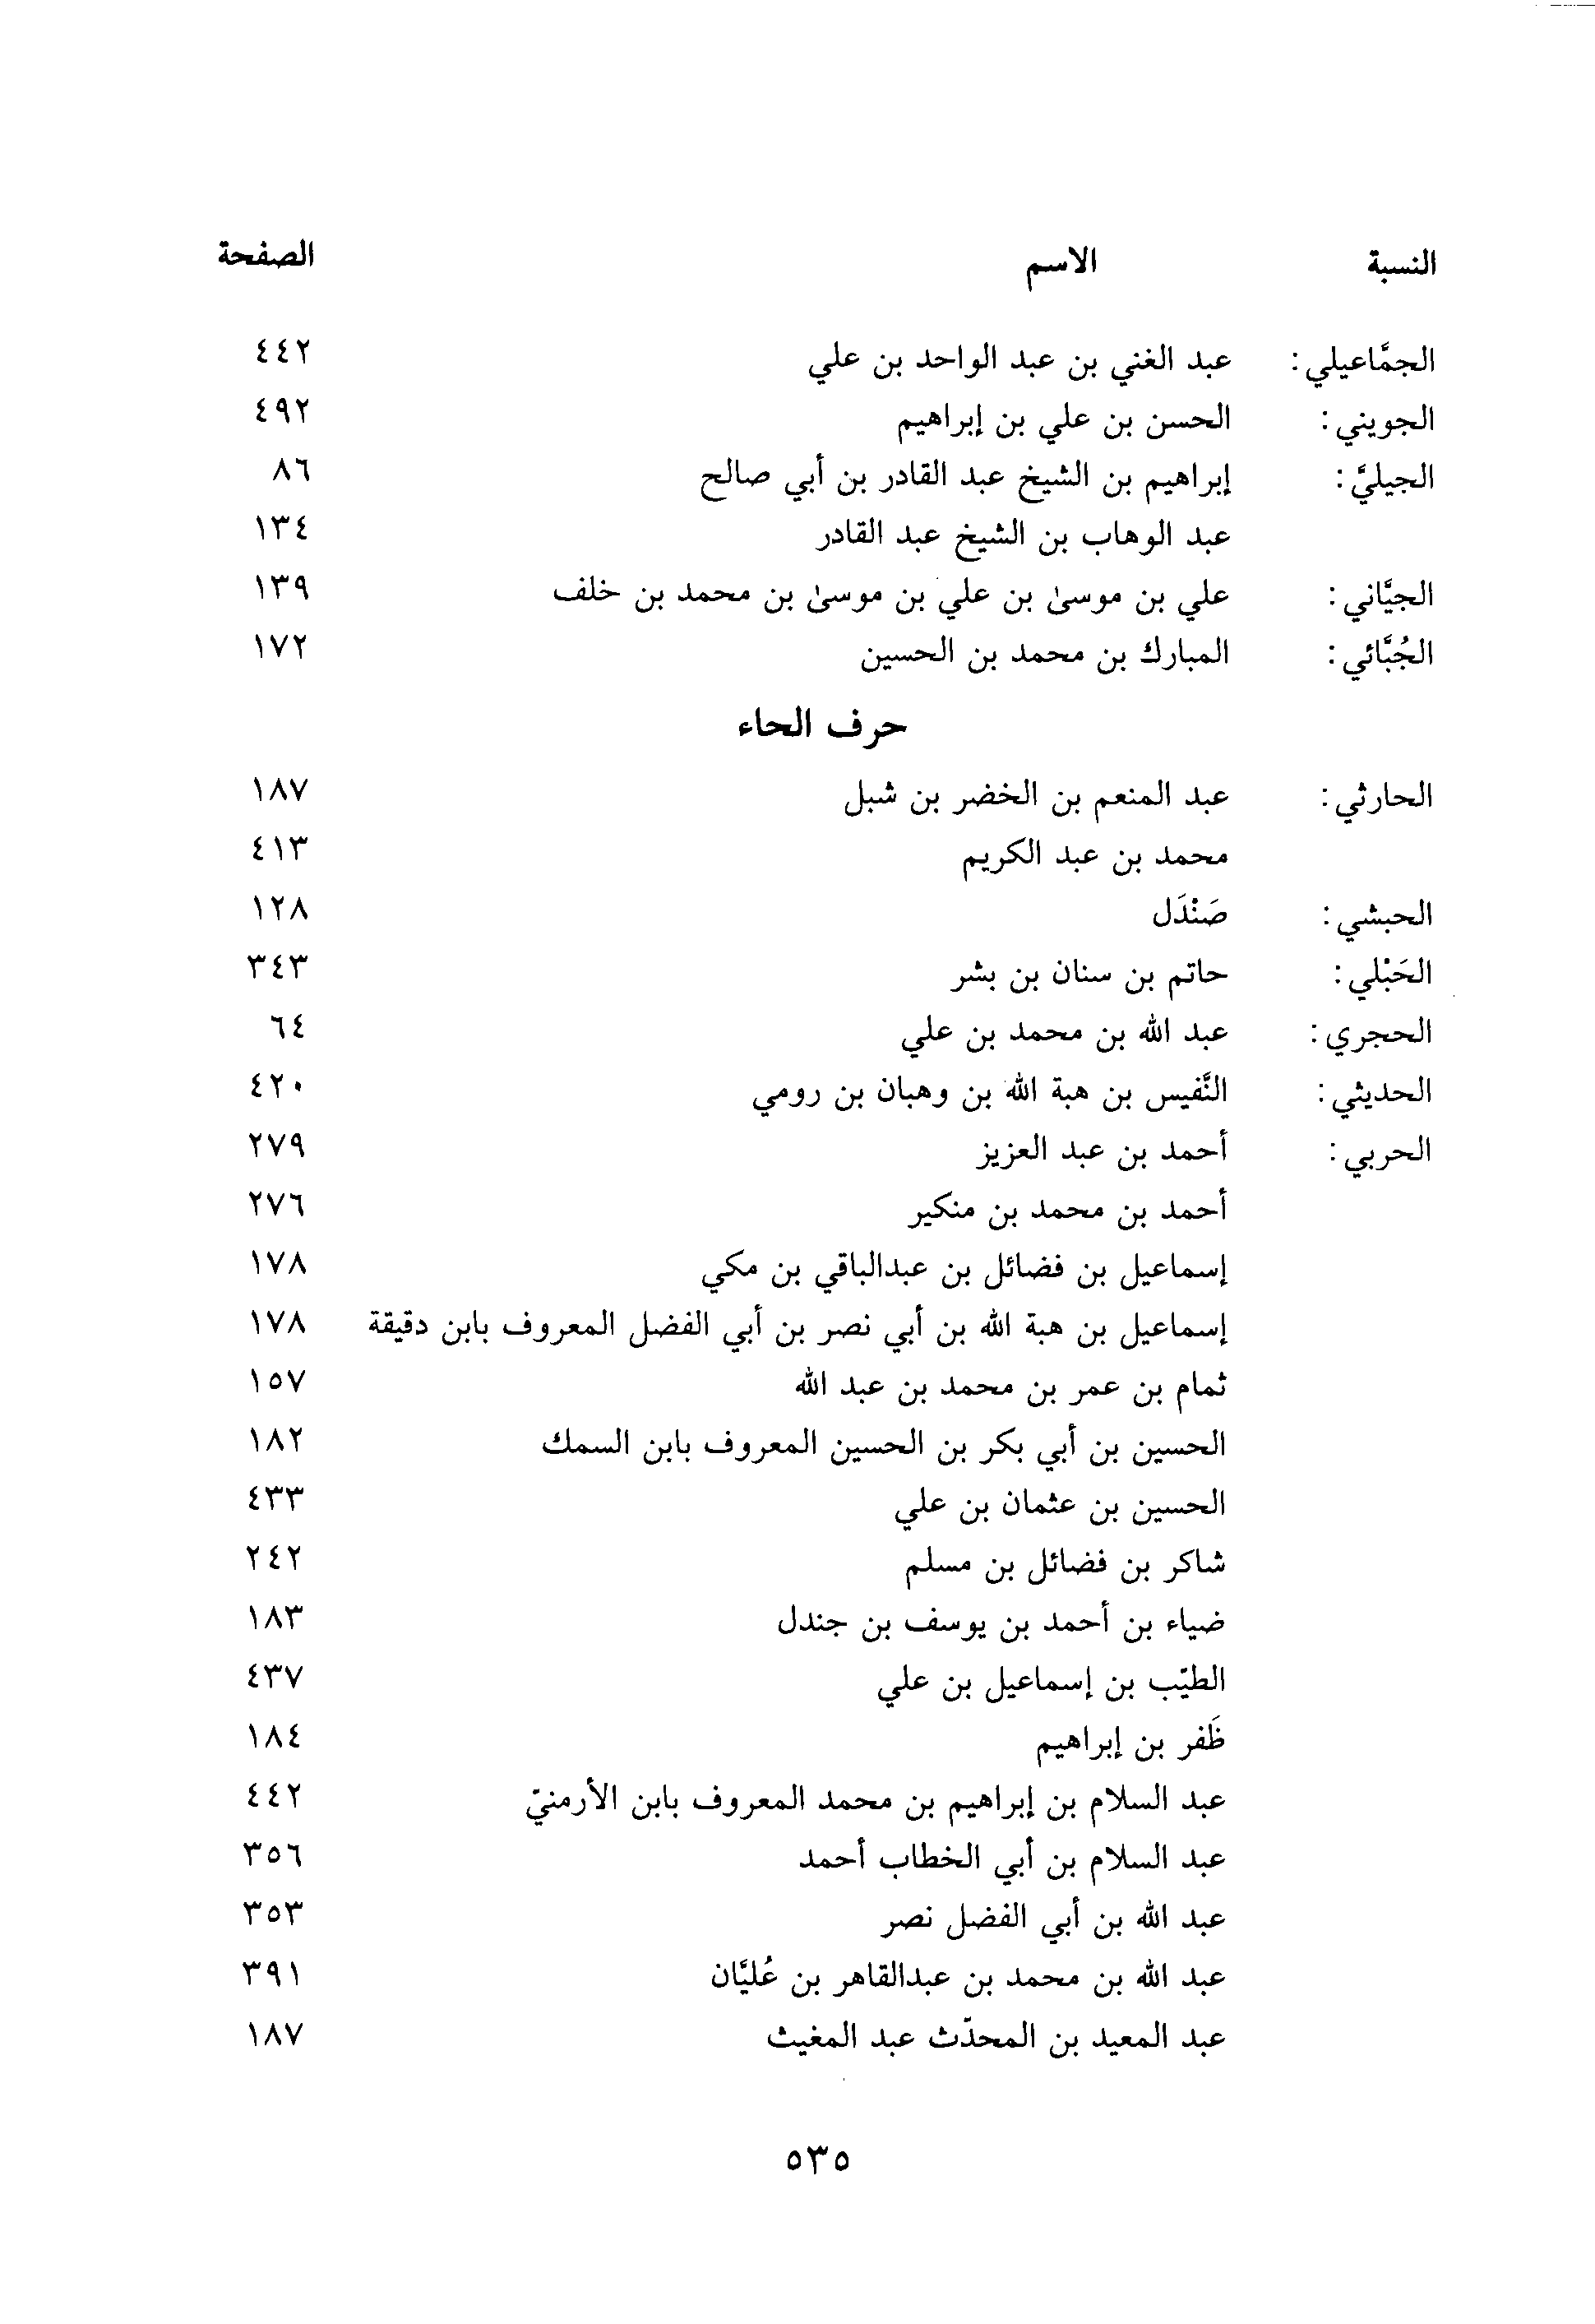 النسبة الاسم الصفحة
الجمَّاعيلي : عبد الغني بن عبد الواحد بن علي ٤٤٢
الجويني : الحسن بن علي بن إبراهيم ٤٩٢
الجيليَّ : إبراهيم بن الشيخ عبد القادر بن أبي صالح ٨٦
عبد الوهاب بن الشيخ عبد القادر ١٣٤
الجيَّاني : علي بن موسىٰ بن علي بن موسىٰ بن محمد بن خلف ١٣٩
الجُبَّائي : المبارك بن محمد بن الحسين ١٧٢
حرف الحاء
الحارثي : عبد المنعم بن الخضر بن شبل ١٨٧
محمد بن عبد الكريم ٤١٣
الحبشي : صَنْدَل ١٢٨
الحَبْلي : حاتم بن سنان بن بشر ٣٤٣
الحجري : عبد الله بن محمد بن علي ٦٤
الحديثي : النَّفيس بن هبة الله بن وهبان بن رومي ٤٢٠
الحربي : أحمد بن عبد العزيز ٢٧٩
أحمد بن محمد بن منكير ٢٧٦
إسماعيل بن فضائل بن عبدالباقي بن مكي ١٧٨
إسماعيل بن هبة الله بن أبي نصر بن أبي الفضل المعروف بابن دقيقة ١٧٨
ثمام بن عمر بن محمد بن عبد الله ١٥٧
الحسين بن أبي بكر بن الحسين المعروف بابن السمك ١٨٢
الحسين بن عثمان بن علي ٤٣٣
شاكر بن فضائل بن مسلم ٢٤٢
ضياء بن أحمد بن يوسف بن جندل ١٨٣
الطيّب بن إسماعيل بن علي ٤٣٧
ظَفر بن إبراهيم ١٨٤
عبد السلام بن إبراهيم بن محمد المعروف بابن الأرمنيّ ٤٤٢
عبد السلام بن أبي الخطاب أحمد ٣٥٦
عبد الله بن أبي الفضل نصر ٣٥٣
عبد الله بن محمد بن عبدالقاهر بن عُليَّان ٣٩١
عبد المعيد بن المحدّث عبد المغيث ١٨٧
٥٣٥